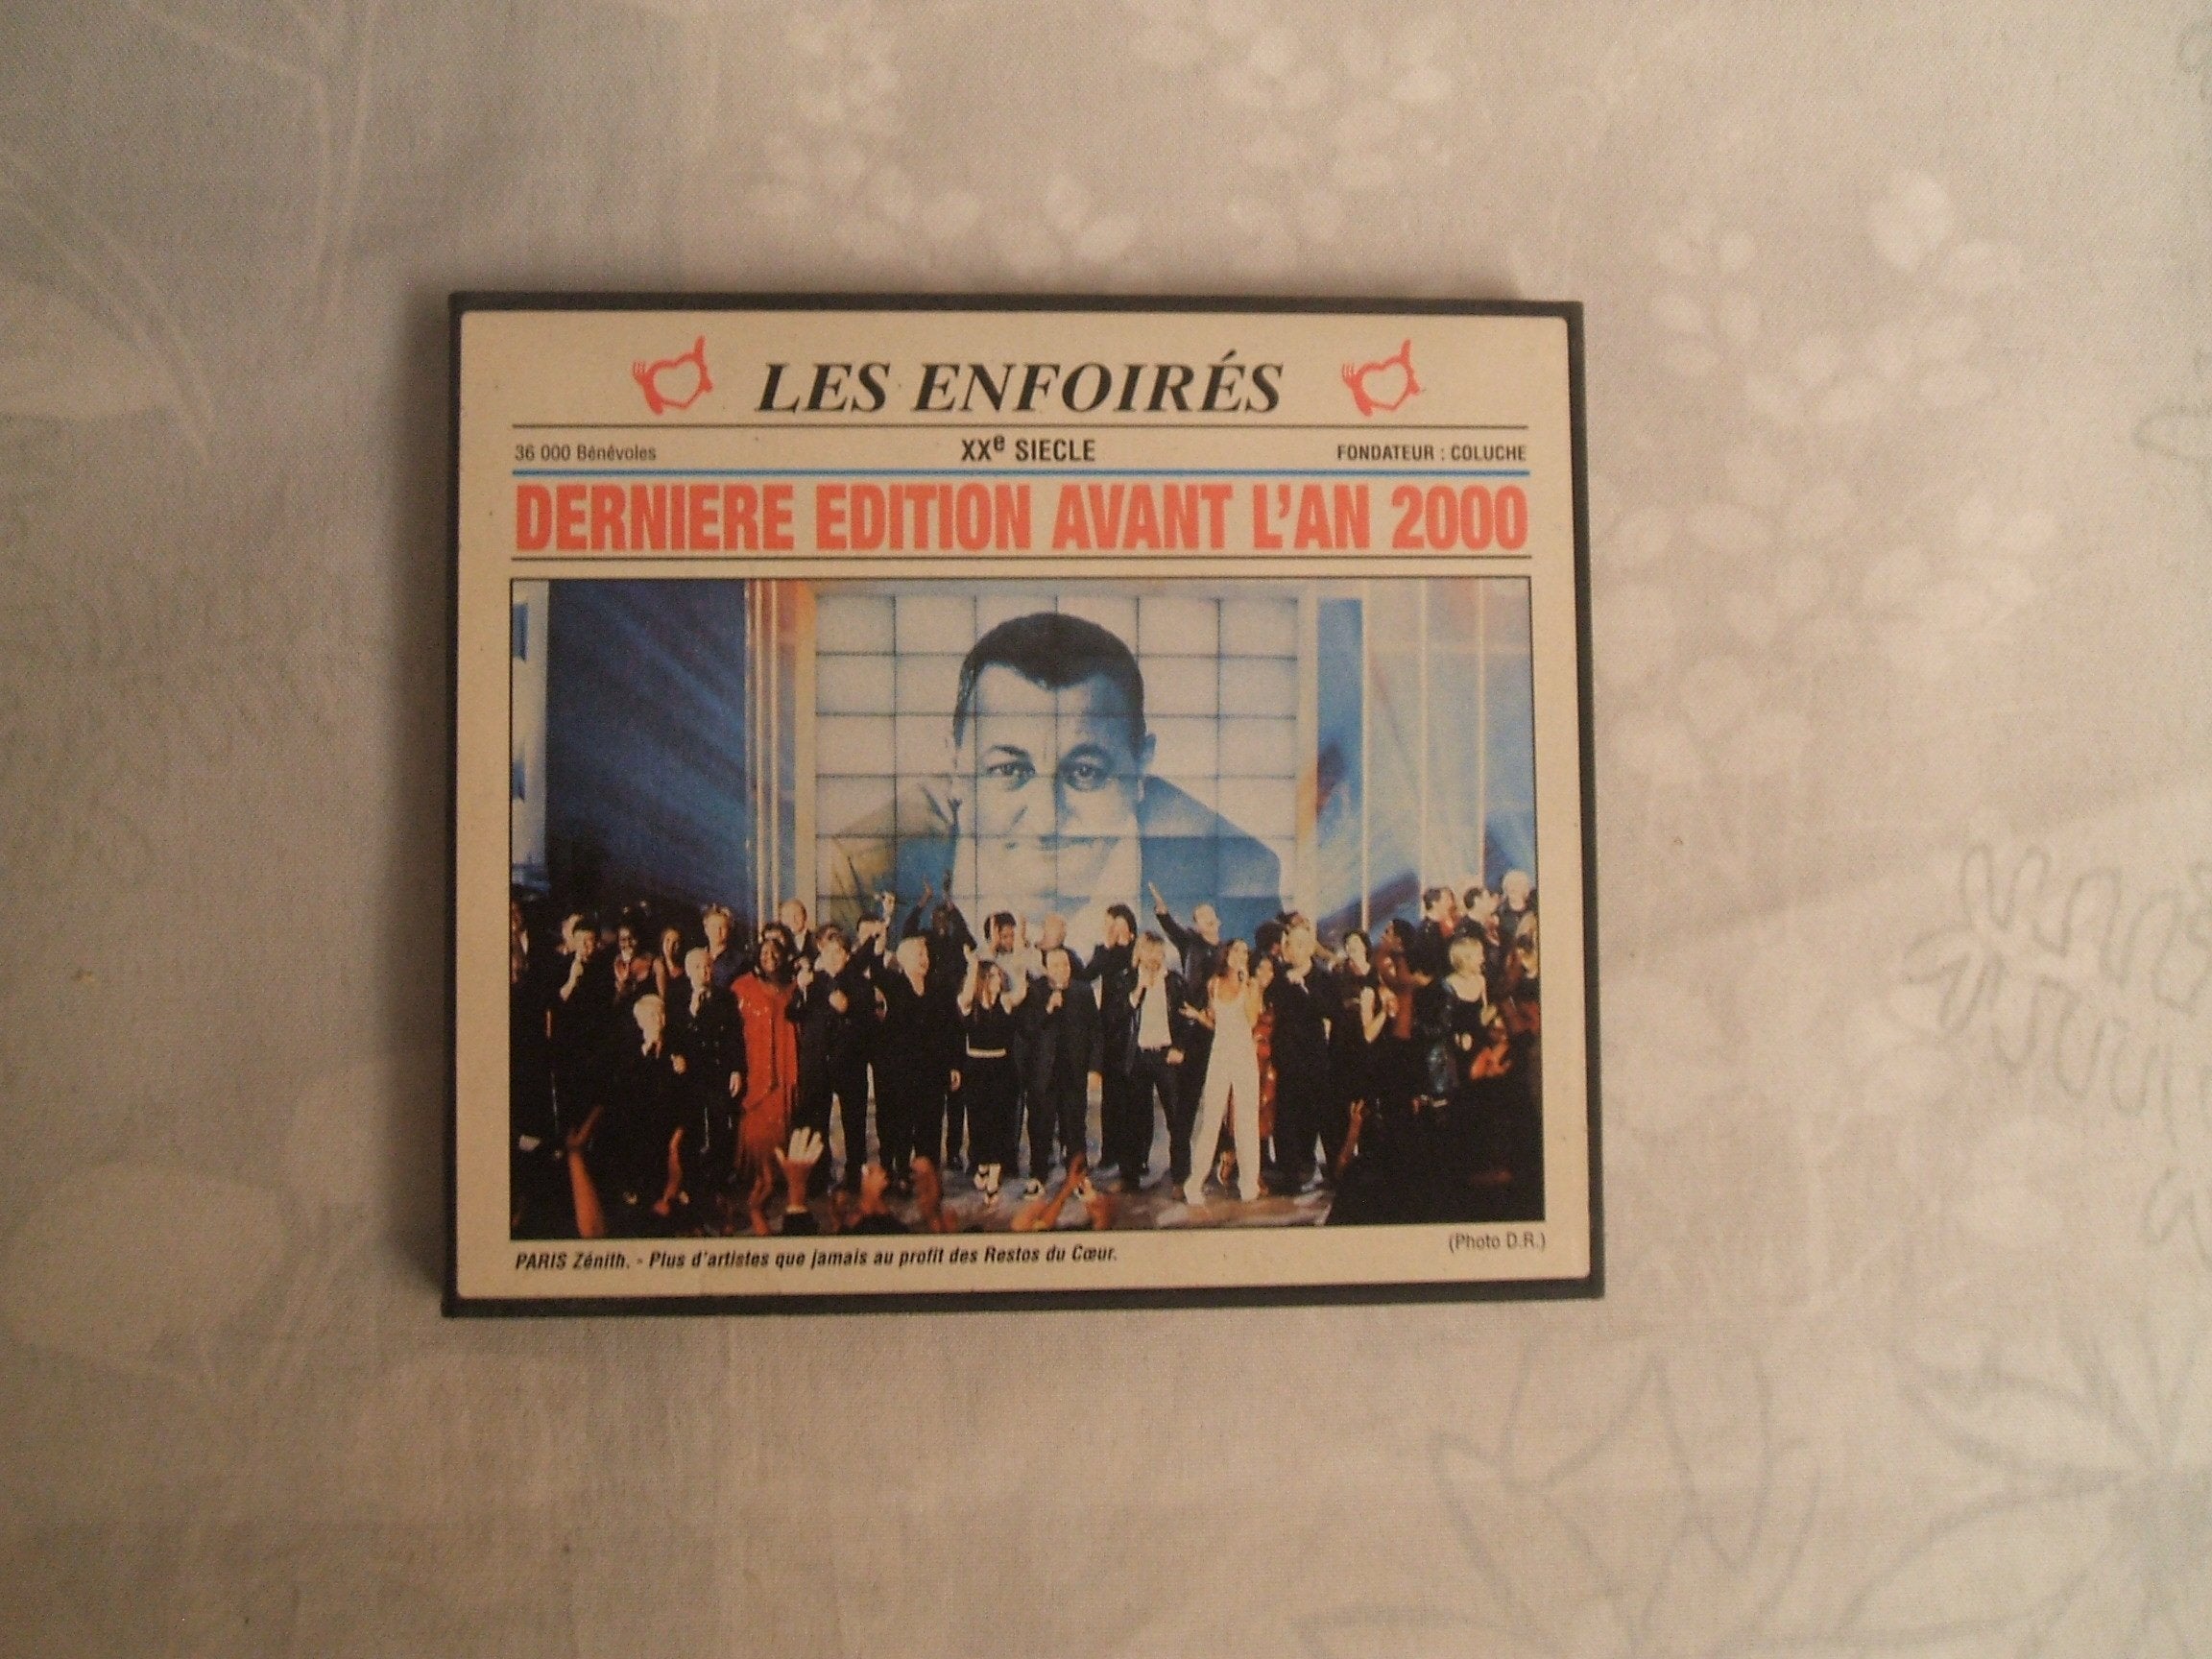 LES ENFOIRÉS
36 000 Bénévoles XXe SIECLE FONDATEUR : COLUCHE
DERNIERE EDITION AVANT L'AN 2000
(Photo D.R.)
PARIS Zénith. - Plus d'artistes que jamais au profit des Restos du Cœur.